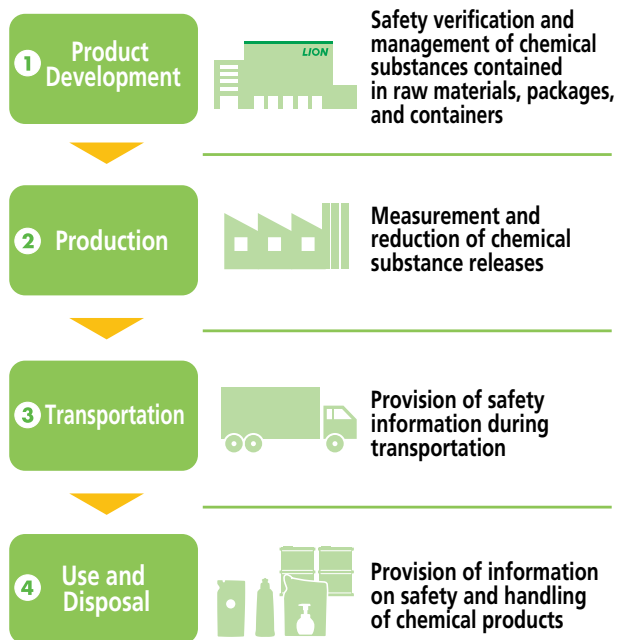 1
Product
Development
LION
Safety verification and
management of chemical
substances contained
in raw materials, packages,
and containers
2
Production
Measurement and
reduction of chemical
substance releases
3
Transportation
Provision of safety
information during
transportation
4
Use and
Disposal
Provision of information
on safety and handling
of chemical products